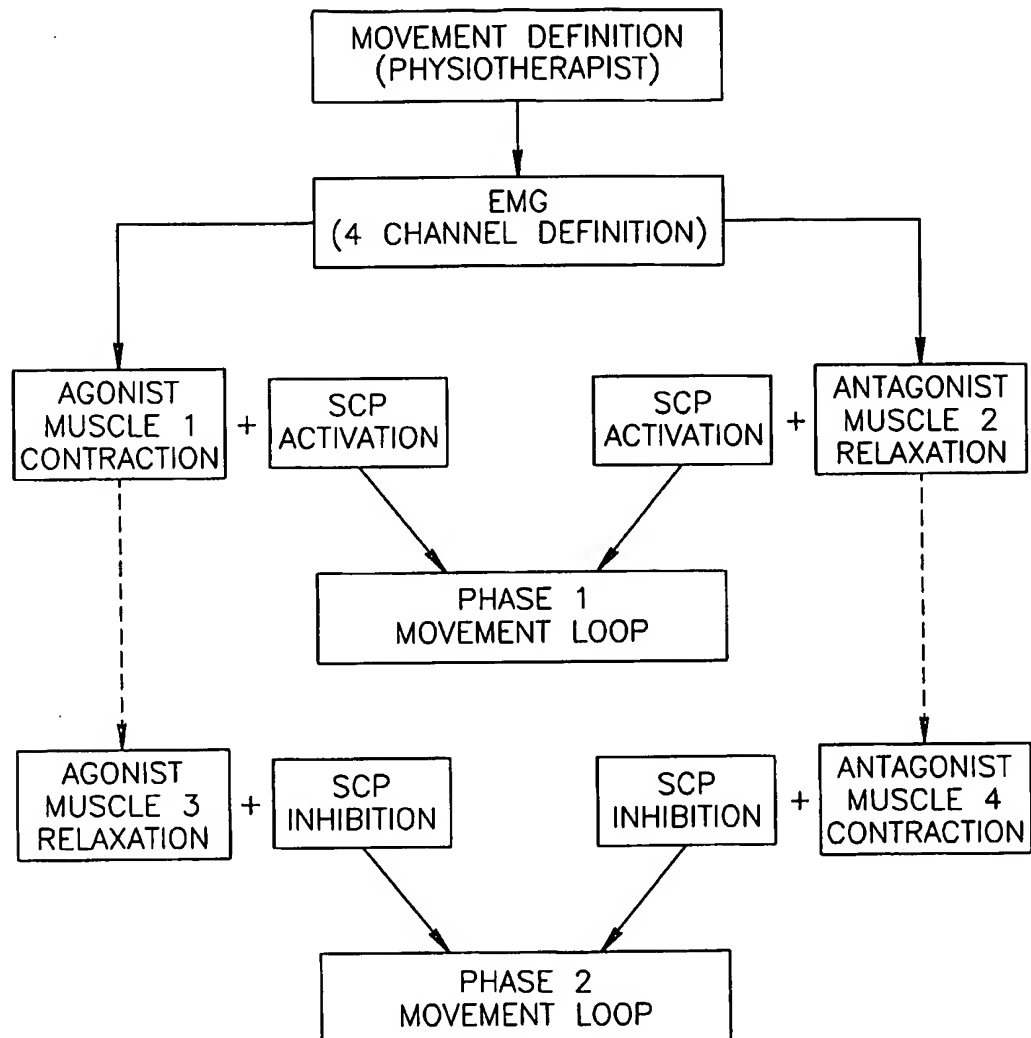 MOVEMENT DEFINITION
(PHYSIOTHERAPIST)
EMG
(4 CHANNEL DEFINITION)
AGONIST
MUSCLE 1
CONTRACTION
+
SCP
ACTIVATION
SCP
ACTIVATION
+
ANTAGONIST
MUSCLE 2
RELAXATION
PHASE 1
MOVEMENT LOOP
AGONIST
MUSCLE 3
RELAXATION
+
SCP
INHIBITION
SCP
INHIBITION
+
ANTAGONIST
MUSCLE 4
CONTRACTION
PHASE 2
MOVEMENT LOOP